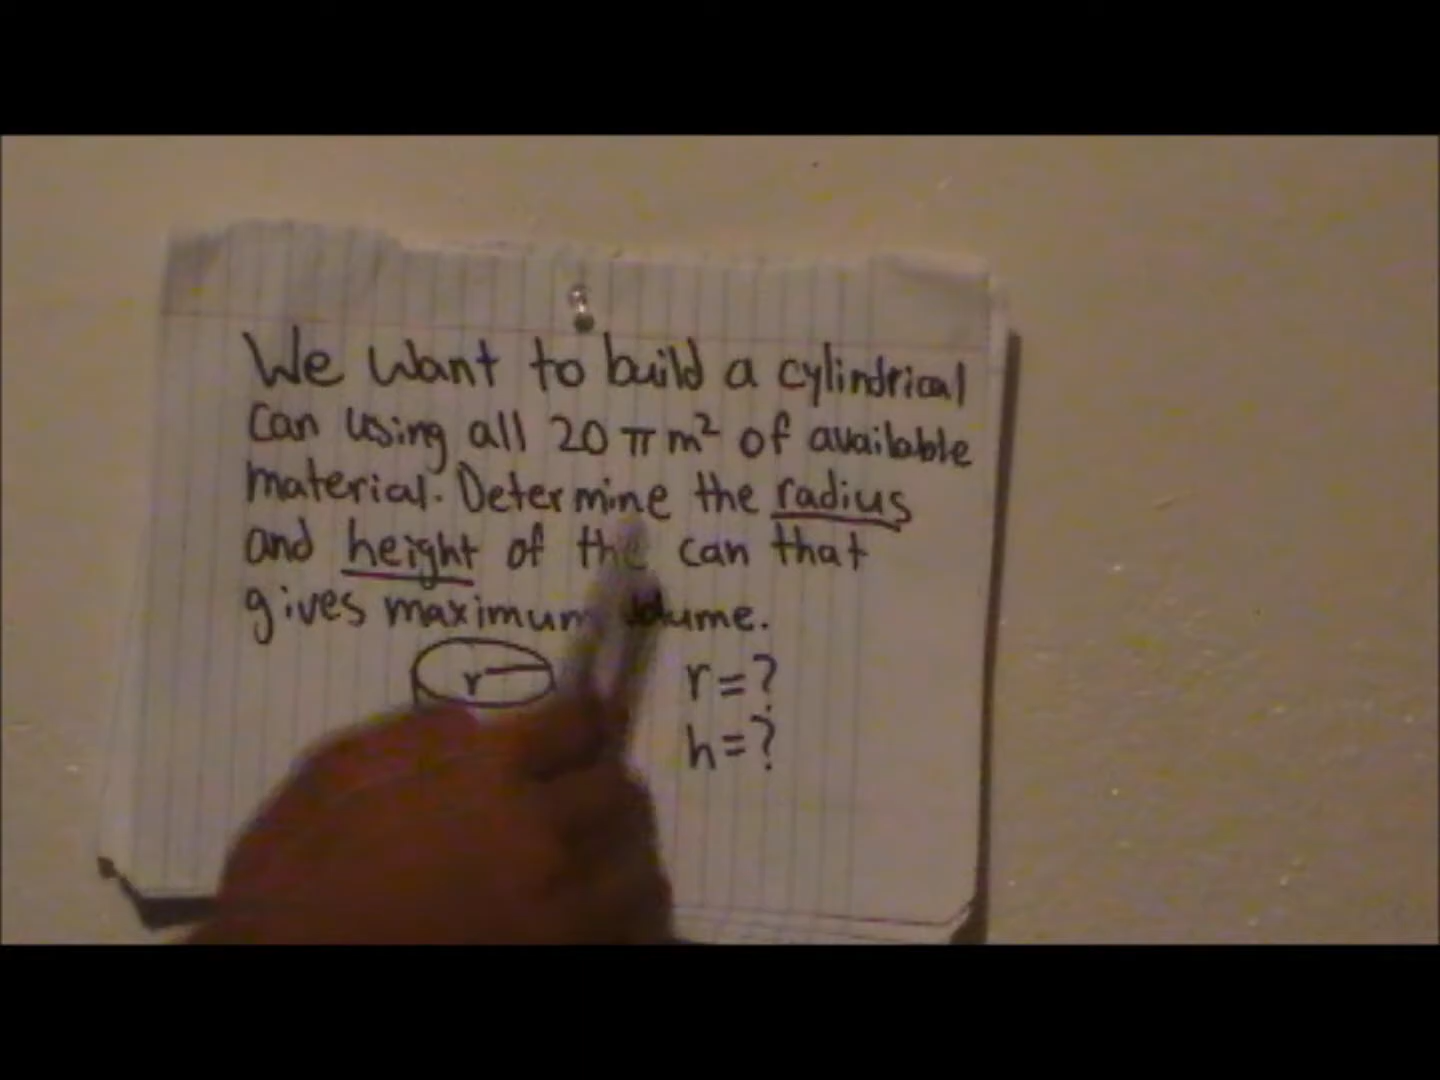 We want to build a cylindrical
can using all 20 π m² of available
material. Determine the radius
and height of the can that
gives maximum volume.
r
r=?
h=?